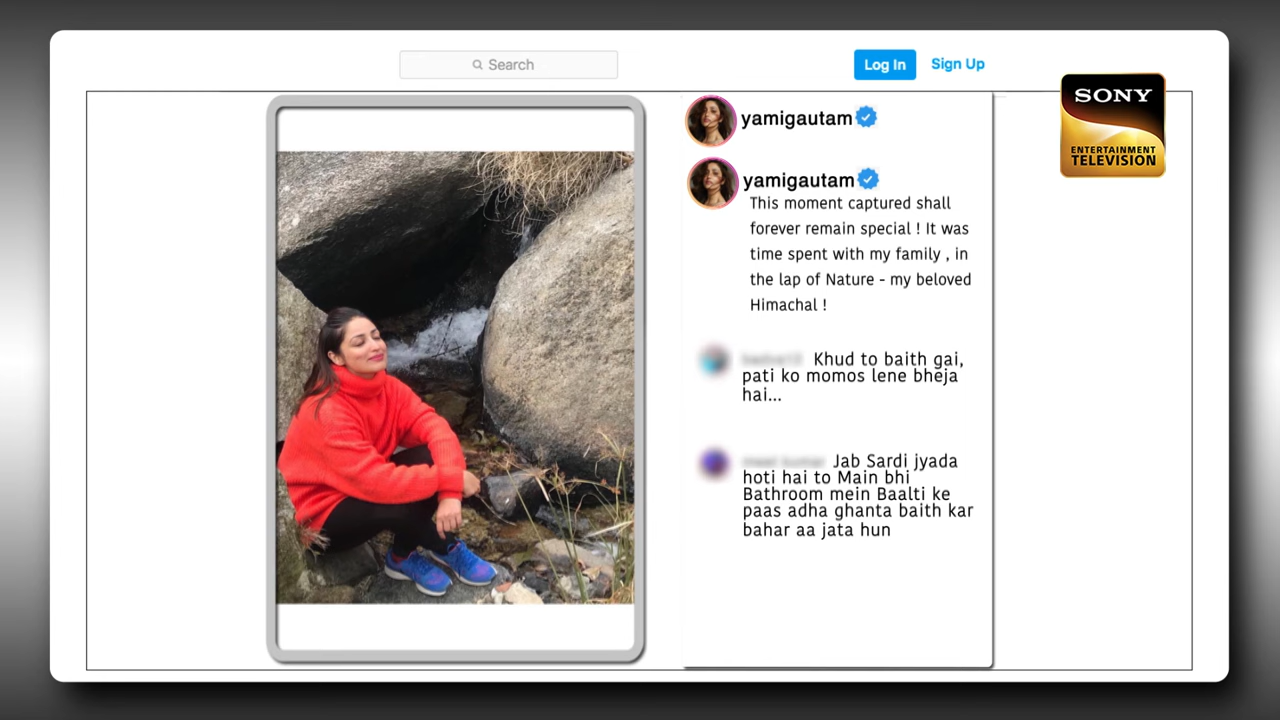 Search
Log In
Sign Up
SONY
ENTERTAINMENT
TELEVISION
yamigautam
yamigautam
This moment captured shall
forever remain special ! It was
time spent with my family , in
the lap of Nature - my beloved
Himachal !
Khud to baith gai,
pati ko momos lene bheja
hai...
Jab Sardi jyada
hoti hai to Main bhi
Bathroom mein Baalti ke
paas adha ghanta baith kar
bahar aa jata hun